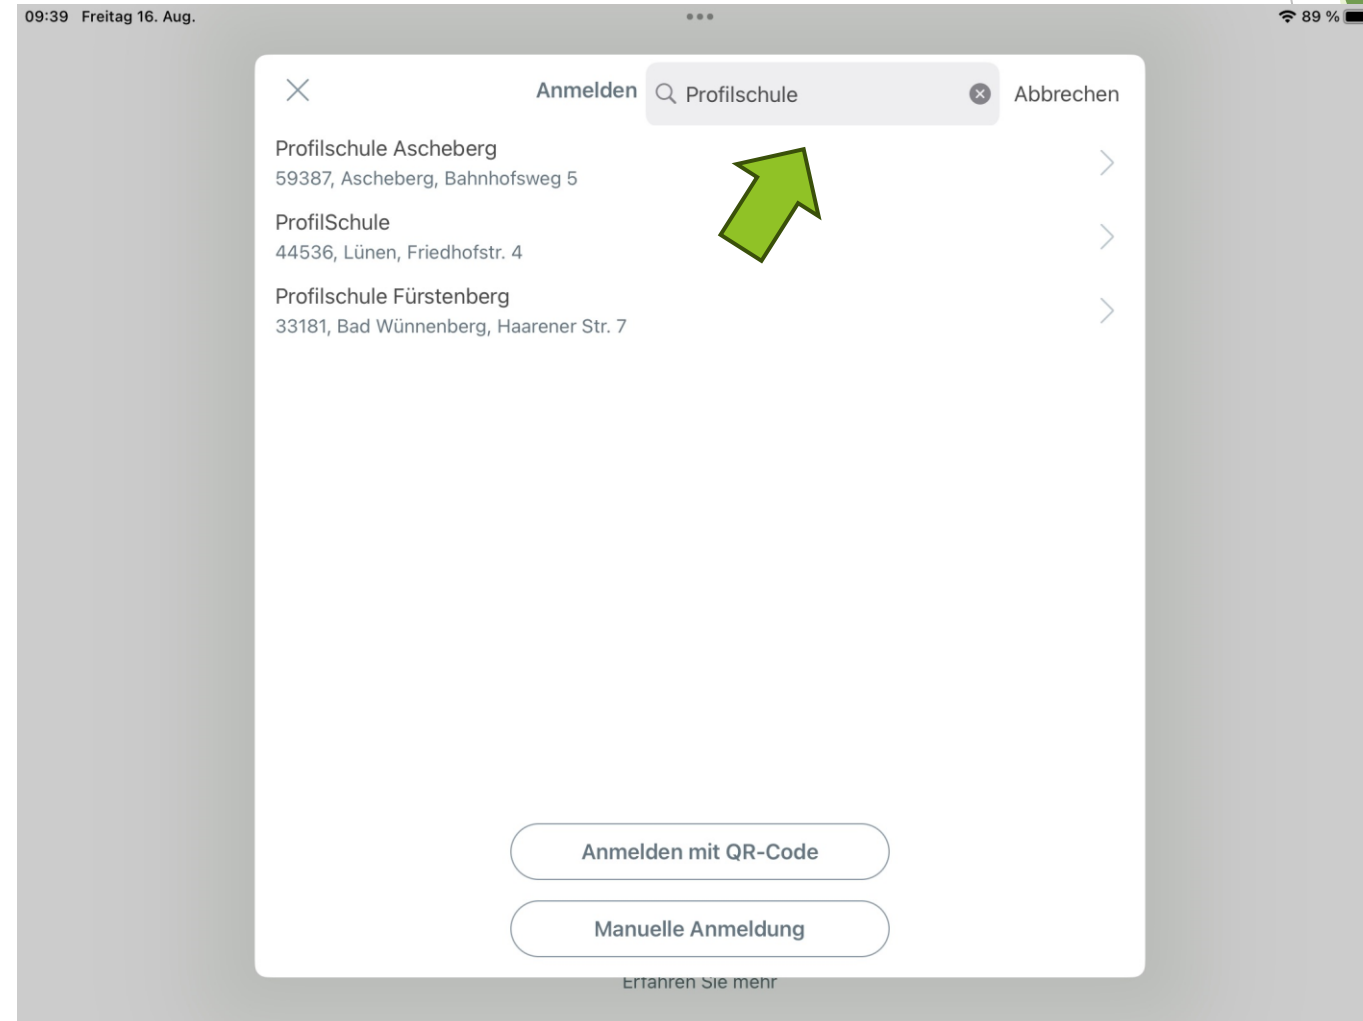 09:39 Freitag 16. Aug.
89 %
Anmelden
Profilschule
Abbrechen
Profilschule Ascheberg
59387, Ascheberg, Bahnhofsweg 5
ProfilSchule
44536, Lünen, Friedhofstr. 4
Profilschule Fürstenberg
33181, Bad Wünnenberg, Haarener Str. 7
Anmelden mit QR-Code
Manuelle Anmeldung
Erfahren Sie mehr